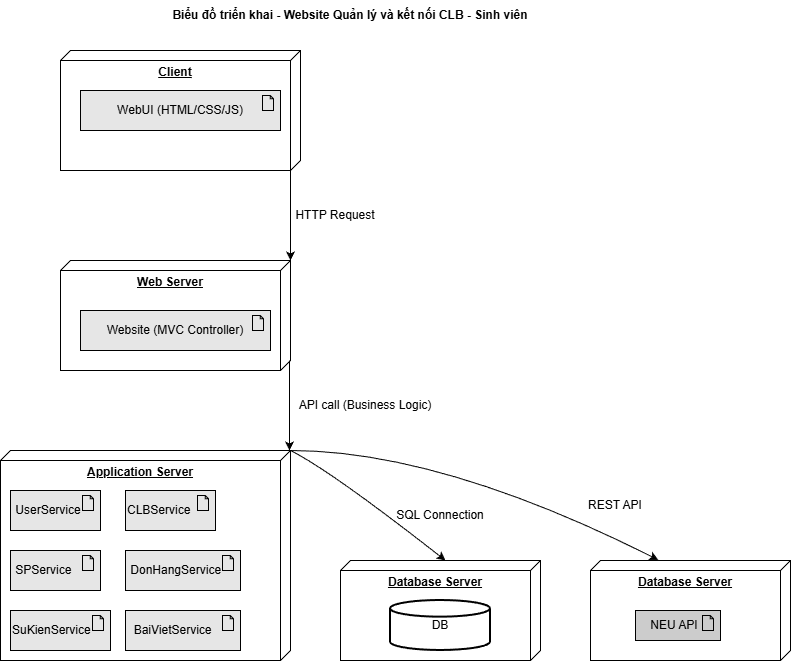 Biểu đồ triển khai - Website Quản lý và kết nối CLB - Sinh viên
Client
WebUI (HTML/CSS/JS)
HTTP Request
Web Server
Website (MVC Controller)
API call (Business Logic)
Application Server
UserService
CLBService
SPService
DonHangService
SuKienService
BaiVietService
SQL Connection
REST API
Database Server
DB
Database Server
NEU API